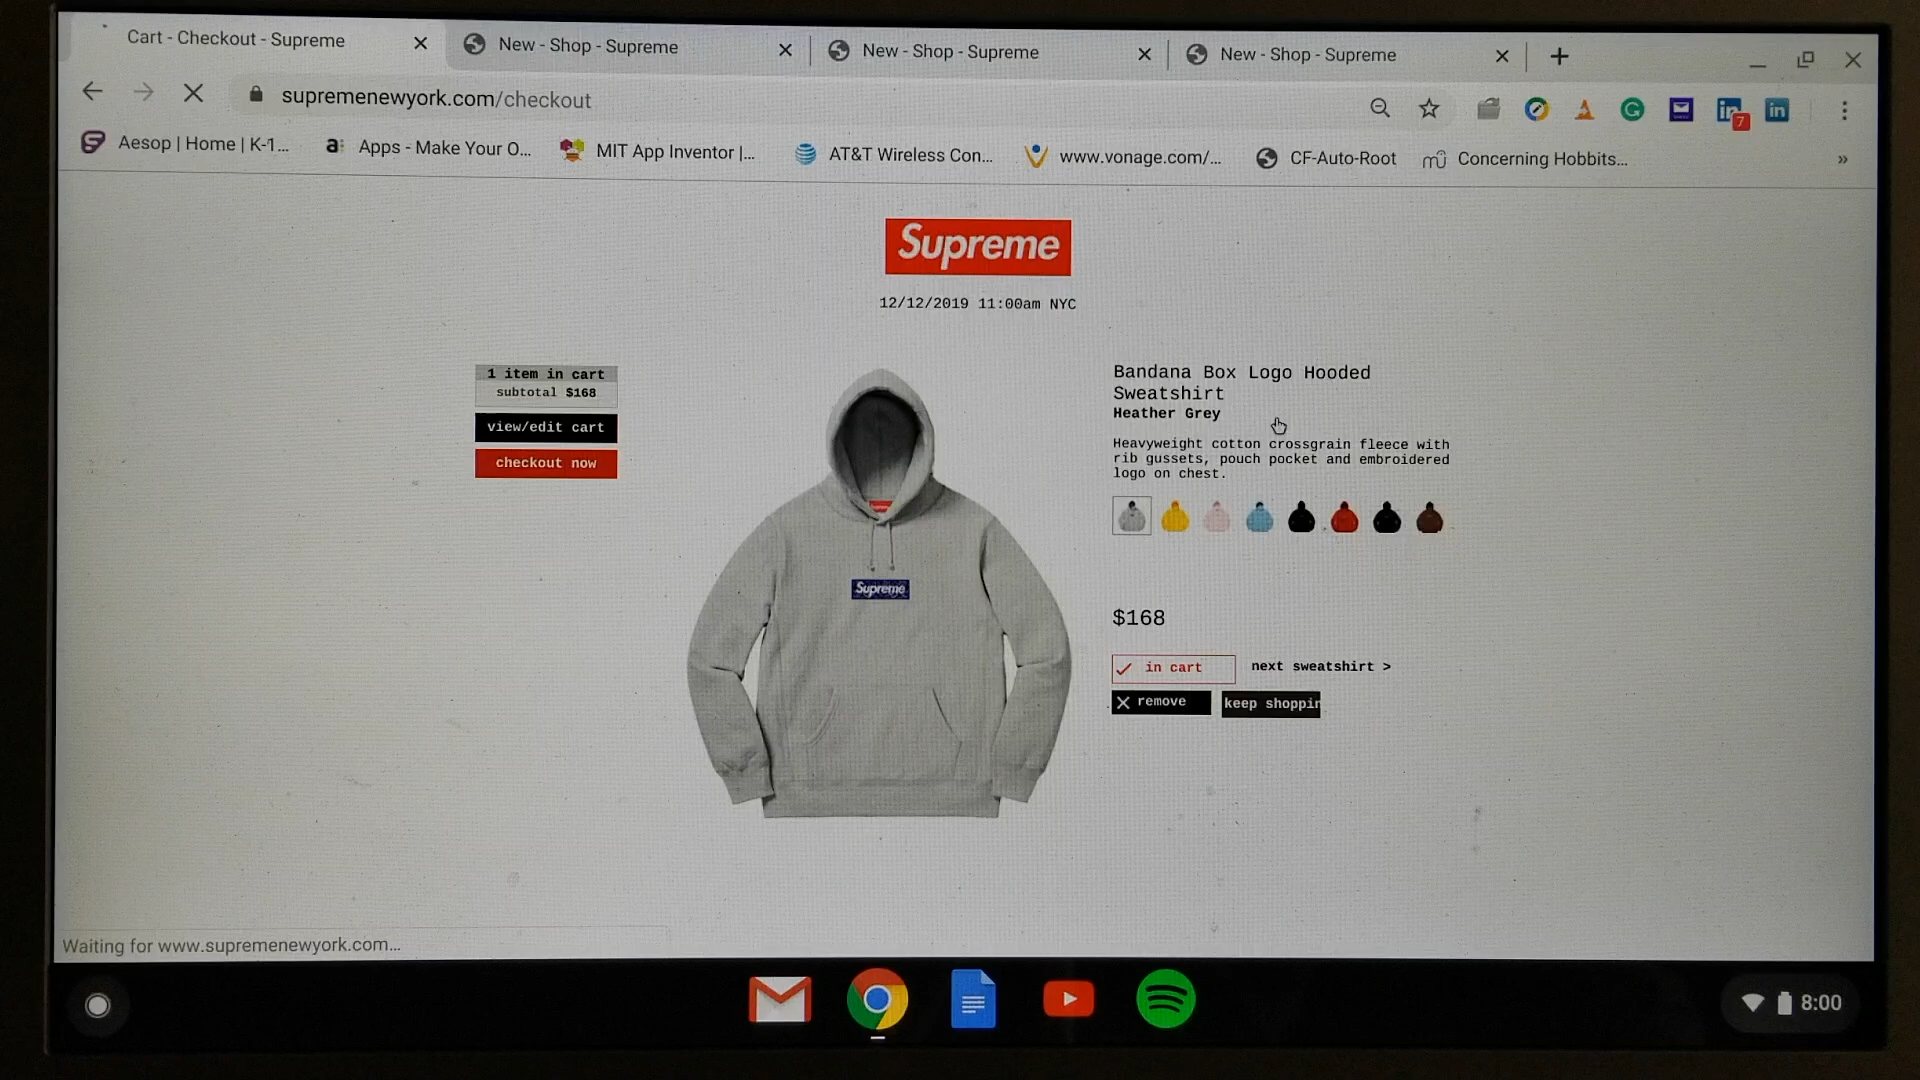 Cart - Checkout - Supreme
New - Shop - Supreme
New - Shop - Supreme
New - Shop - Supreme
supremenewyork.com/checkout
7
Aesop | Home | K-1...
a:
Apps - Make Your O...
MIT App Inventor |...
AT&T Wireless Con...
www.vonage.com/...
CF-Auto-Root
Concerning Hobbits...
»
Supreme
12/12/2019 11:00am NYC
1 item in cart
subtotal $168
view/edit cart
checkout now
Supreme
Bandana Box Logo Hooded
Sweatshirt
Heather Grey
Heavyweight cotton crossgrain fleece with
rib gussets, pouch pocket and embroidered
logo on chest.
$168
in cart
next sweatshirt >
remove
keep shoppin
Waiting for www.supremenewyork.com...
8:00